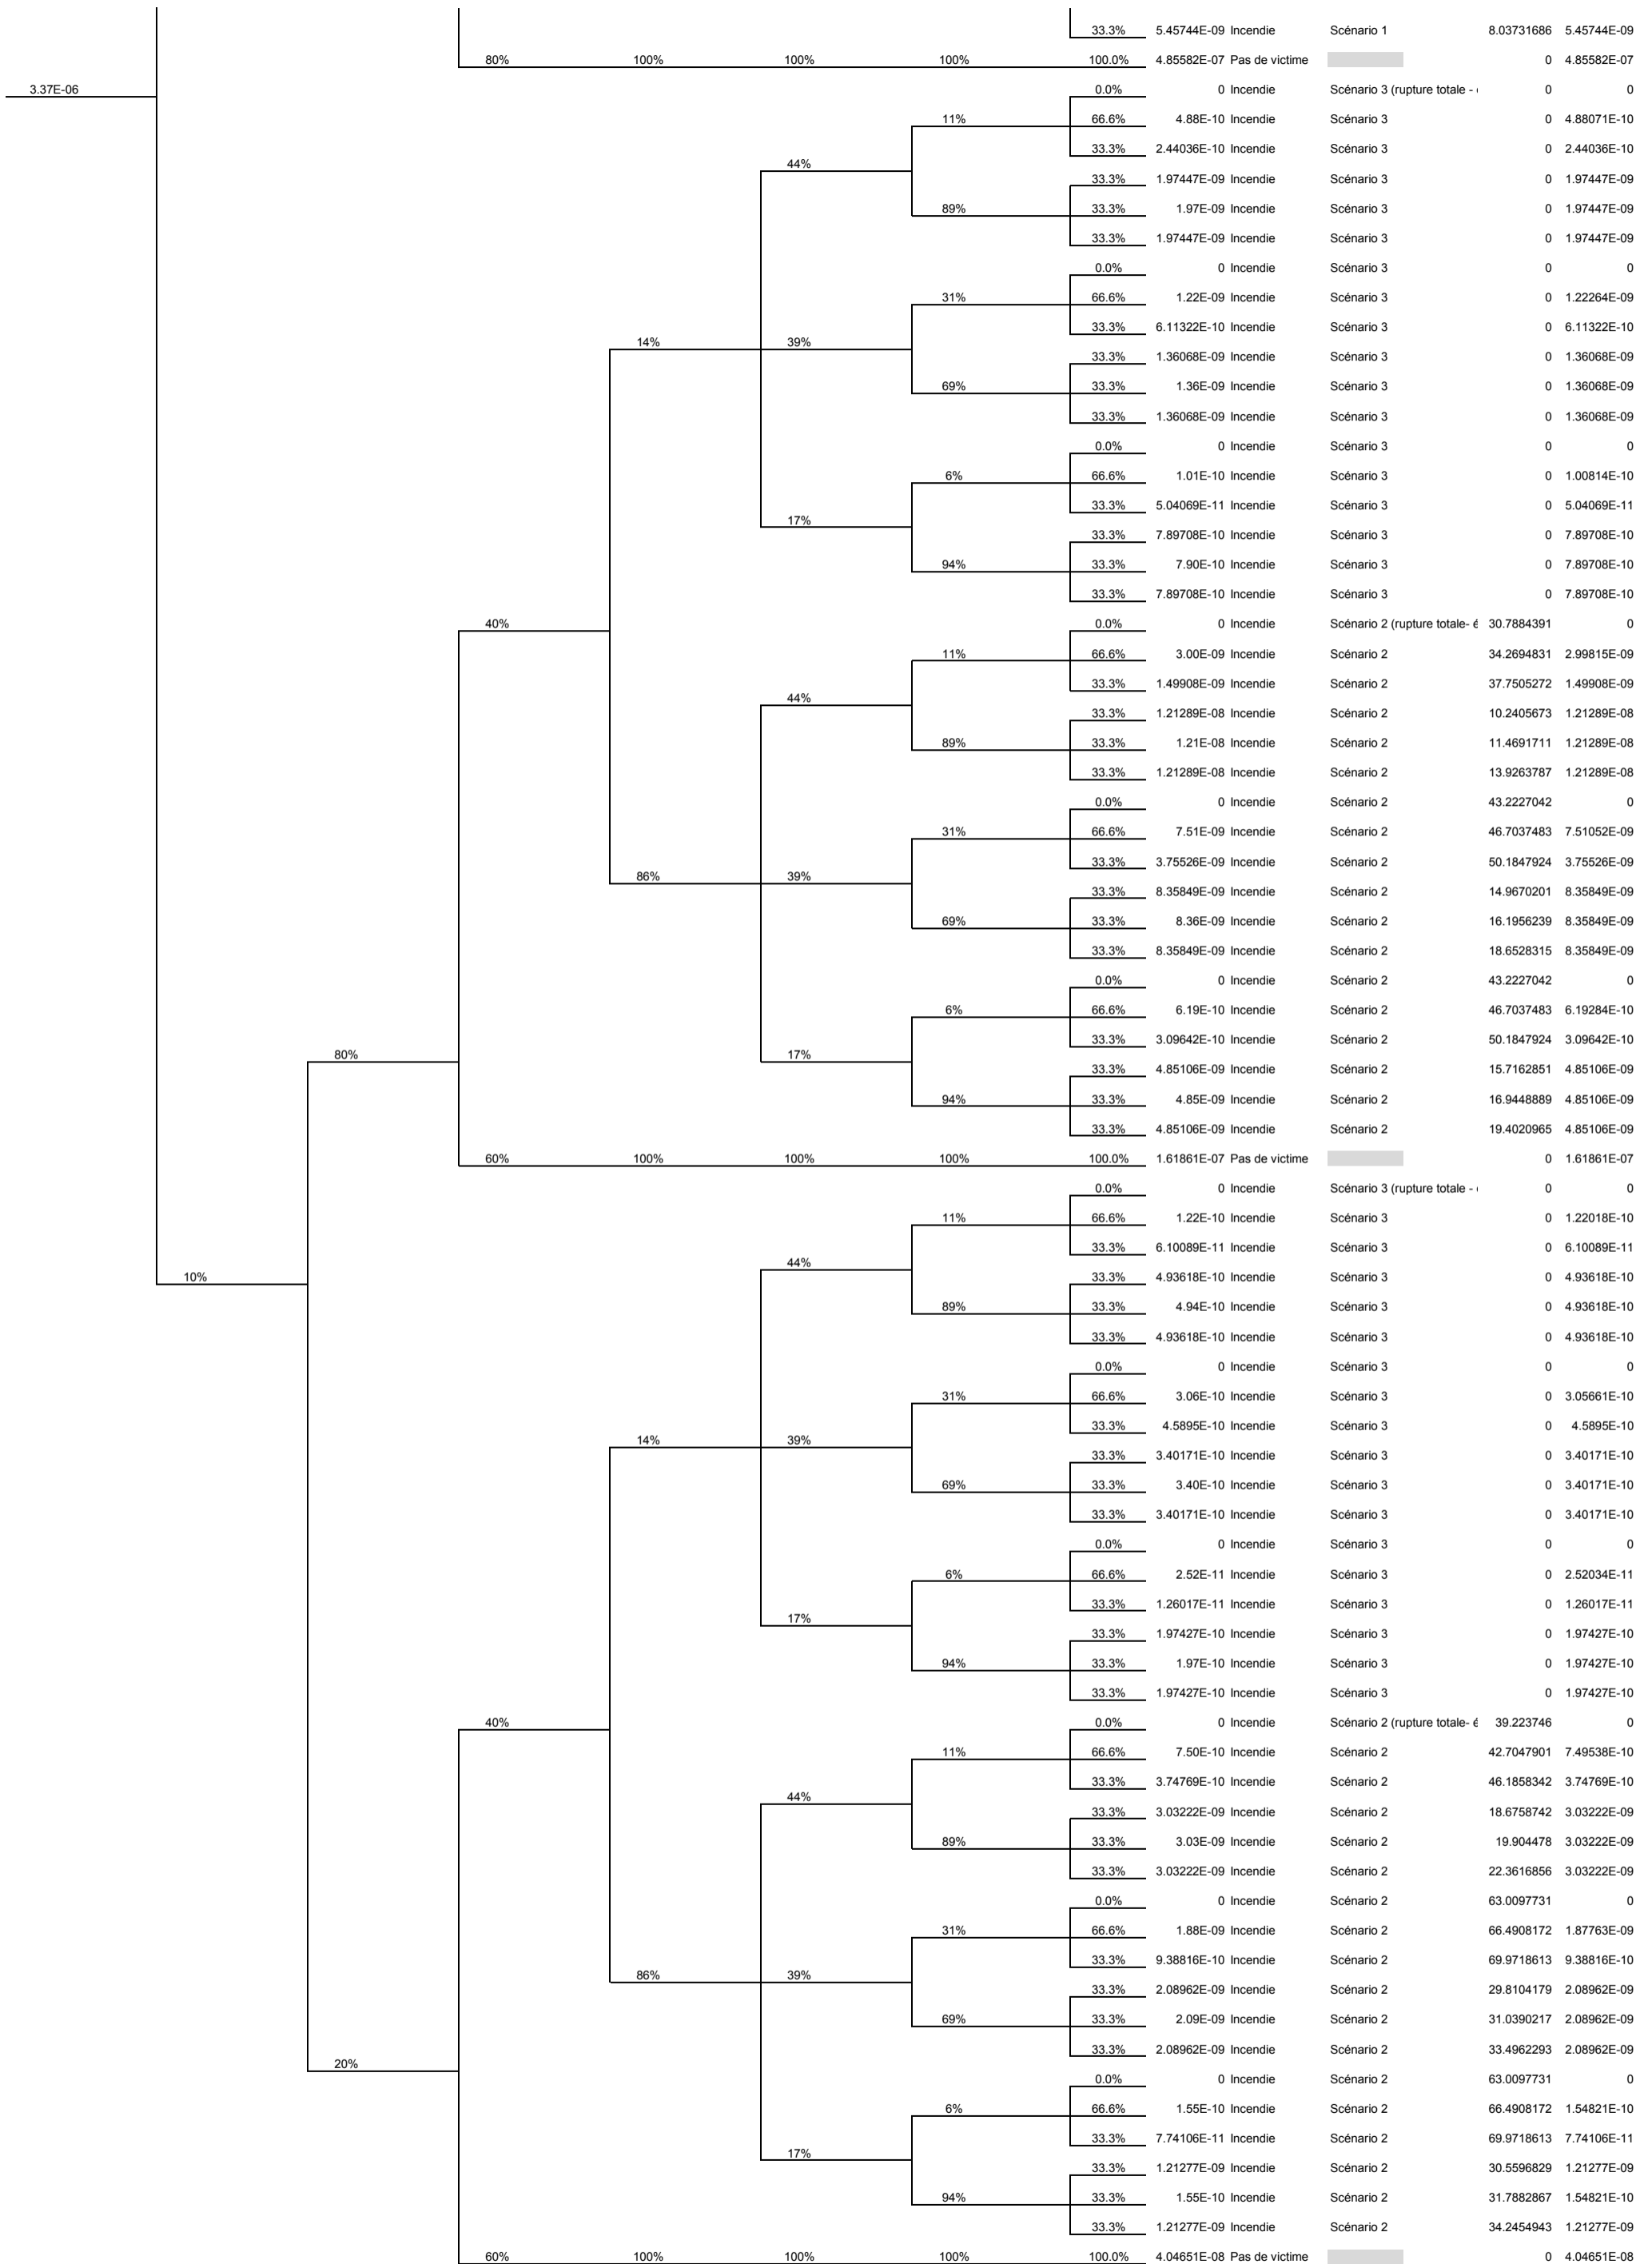 33.3% 5.45744E-09 Incendie Scénario 1 8.03731686 5.45744E-09
80% 100% 100% 100% 100.0% 4.85582E-07 Pas de victime 0 4.85582E-07
3.37E-06 0.0% 0 Incendie Scénario 3 (rupture totale - 0 0
11% 66.6% 4.88E-10 Incendie Scénario 3 0 4.88071E-10
33.3% 2.44036E-10 Incendie Scénario 3 0 2.44036E-10
44%
33.3% 1.97447E-09 Incendie Scénario 3 0 1.97447E-09
89% 33.3% 1.97E-09 Incendie Scénario 3 0 1.97447E-09
33.3% 1.97447E-09 Incendie Scénario 3 0 1.97447E-09
0.0% 0 Incendie Scénario 3 0 0
31% 66.6% 1.22E-09 Incendie Scénario 3 0 1.22264E-09
33.3% 6.11322E-10 Incendie Scénario 3 0 6.11322E-10
14% 39%
33.3% 1.36068E-09 Incendie Scénario 3 0 1.36068E-09
69% 33.3% 1.36E-09 Incendie Scénario 3 0 1.36068E-09
33.3% 1.36068E-09 Incendie Scénario 3 0 1.36068E-09
0.0% 0 Incendie Scénario 3 0 0
6% 66.6% 1.01E-10 Incendie Scénario 3 0 1.00814E-10
33.3% 5.04069E-11 Incendie Scénario 3 0 5.04069E-11
17%
33.3% 7.89708E-10 Incendie Scénario 3 0 7.89708E-10
94% 33.3% 7.90E-10 Incendie Scénario 3 0 7.89708E-10
33.3% 7.89708E-10 Incendie Scénario 3 0 7.89708E-10
40% 0.0% 0 Incendie Scénario 2 (rupture totale- é 30.7884391 0
11% 66.6% 3.00E-09 Incendie Scénario 2 34.2694831 2.99815E-09
33.3% 1.49908E-09 Incendie Scénario 2 37.7505272 1.49908E-09
44%
33.3% 1.21289E-08 Incendie Scénario 2 10.2405673 1.21289E-08
89% 33.3% 1.21E-08 Incendie Scénario 2 11.4691711 1.21289E-08
33.3% 1.21289E-08 Incendie Scénario 2 13.9263787 1.21289E-08
0.0% 0 Incendie Scénario 2 43.2227042 0
31% 66.6% 7.51E-09 Incendie Scénario 2 46.7037483 7.51052E-09
33.3% 3.75526E-09 Incendie Scénario 2 50.1847924 3.75526E-09
86% 39%
33.3% 8.35849E-09 Incendie Scénario 2 14.9670201 8.35849E-09
69% 33.3% 8.36E-09 Incendie Scénario 2 16.1956239 8.35849E-09
33.3% 8.35849E-09 Incendie Scénario 2 18.6528315 8.35849E-09
0.0% 0 Incendie Scénario 2 43.2227042 0
6% 66.6% 6.19E-10 Incendie Scénario 2 46.7037483 6.19284E-10
33.3% 3.09642E-10 Incendie Scénario 2 50.1847924 3.09642E-10
80% 17%
33.3% 4.85106E-09 Incendie Scénario 2 15.7162851 4.85106E-09
94% 33.3% 4.85E-09 Incendie Scénario 2 16.9448889 4.85106E-09
33.3% 4.85106E-09 Incendie Scénario 2 19.4020965 4.85106E-09
60% 100% 100% 100% 100.0% 1.61861E-07 Pas de victime 0 1.61861E-07
0.0% 0 Incendie Scénario 3 (rupture totale - 0 0
11% 66.6% 1.22E-10 Incendie Scénario 3 0 1.22018E-10
33.3% 6.10089E-11 Incendie Scénario 3 0 6.10089E-11
44%
10% 33.3% 4.93618E-10 Incendie Scénario 3 0 4.93618E-10
89% 33.3% 4.94E-10 Incendie Scénario 3 0 4.93618E-10
33.3% 4.93618E-10 Incendie Scénario 3 0 4.93618E-10
0.0% 0 Incendie Scénario 3 0 0
31% 66.6% 3.06E-10 Incendie Scénario 3 0 3.05661E-10
33.3% 4.5895E-10 Incendie Scénario 3 0 4.5895E-10
14% 39%
33.3% 3.40171E-10 Incendie Scénario 3 0 3.40171E-10
69% 33.3% 3.40E-10 Incendie Scénario 3 0 3.40171E-10
33.3% 3.40171E-10 Incendie Scénario 3 0 3.40171E-10
0.0% 0 Incendie Scénario 3 0 0
6% 66.6% 2.52E-11 Incendie Scénario 3 0 2.52034E-11
33.3% 1.26017E-11 Incendie Scénario 3 0 1.26017E-11
17%
33.3% 1.97427E-10 Incendie Scénario 3 0 1.97427E-10
94% 33.3% 1.97E-10 Incendie Scénario 3 0 1.97427E-10
33.3% 1.97427E-10 Incendie Scénario 3 0 1.97427E-10
40% 0.0% 0 Incendie Scénario 2 (rupture totale- é 39.223746 0
11% 66.6% 7.50E-10 Incendie Scénario 2 42.7047901 7.49538E-10
33.3% 3.74769E-10 Incendie Scénario 2 46.1858342 3.74769E-10
44%
33.3% 3.03222E-09 Incendie Scénario 2 18.6758742 3.03222E-09
89% 33.3% 3.03E-09 Incendie Scénario 2 19.904478 3.03222E-09
33.3% 3.03222E-09 Incendie Scénario 2 22.3616856 3.03222E-09
0.0% 0 Incendie Scénario 2 63.0097731 0
31% 66.6% 1.88E-09 Incendie Scénario 2 66.4908172 1.87763E-09
33.3% 9.38816E-10 Incendie Scénario 2 69.9718613 9.38816E-10
86% 39%
33.3% 2.08962E-09 Incendie Scénario 2 29.8104179 2.08962E-09
69% 33.3% 2.09E-09 Incendie Scénario 2 31.0390217 2.08962E-09
33.3% 2.08962E-09 Incendie Scénario 2 33.4962293 2.08962E-09
20%
0.0% 0 Incendie Scénario 2 63.0097731 0
6% 66.6% 1.55E-10 Incendie Scénario 2 66.4908172 1.54821E-10
33.3% 7.74106E-11 Incendie Scénario 2 69.9718613 7.74106E-11
17%
33.3% 1.21277E-09 Incendie Scénario 2 30.5596829 1.21277E-09
94% 33.3% 1.55E-10 Incendie Scénario 2 31.7882867 1.54821E-10
33.3% 1.21277E-09 Incendie Scénario 2 34.2454943 1.21277E-09
60% 100% 100% 100% 100.0% 4.04651E-08 Pas de victime 0 4.04651E-08